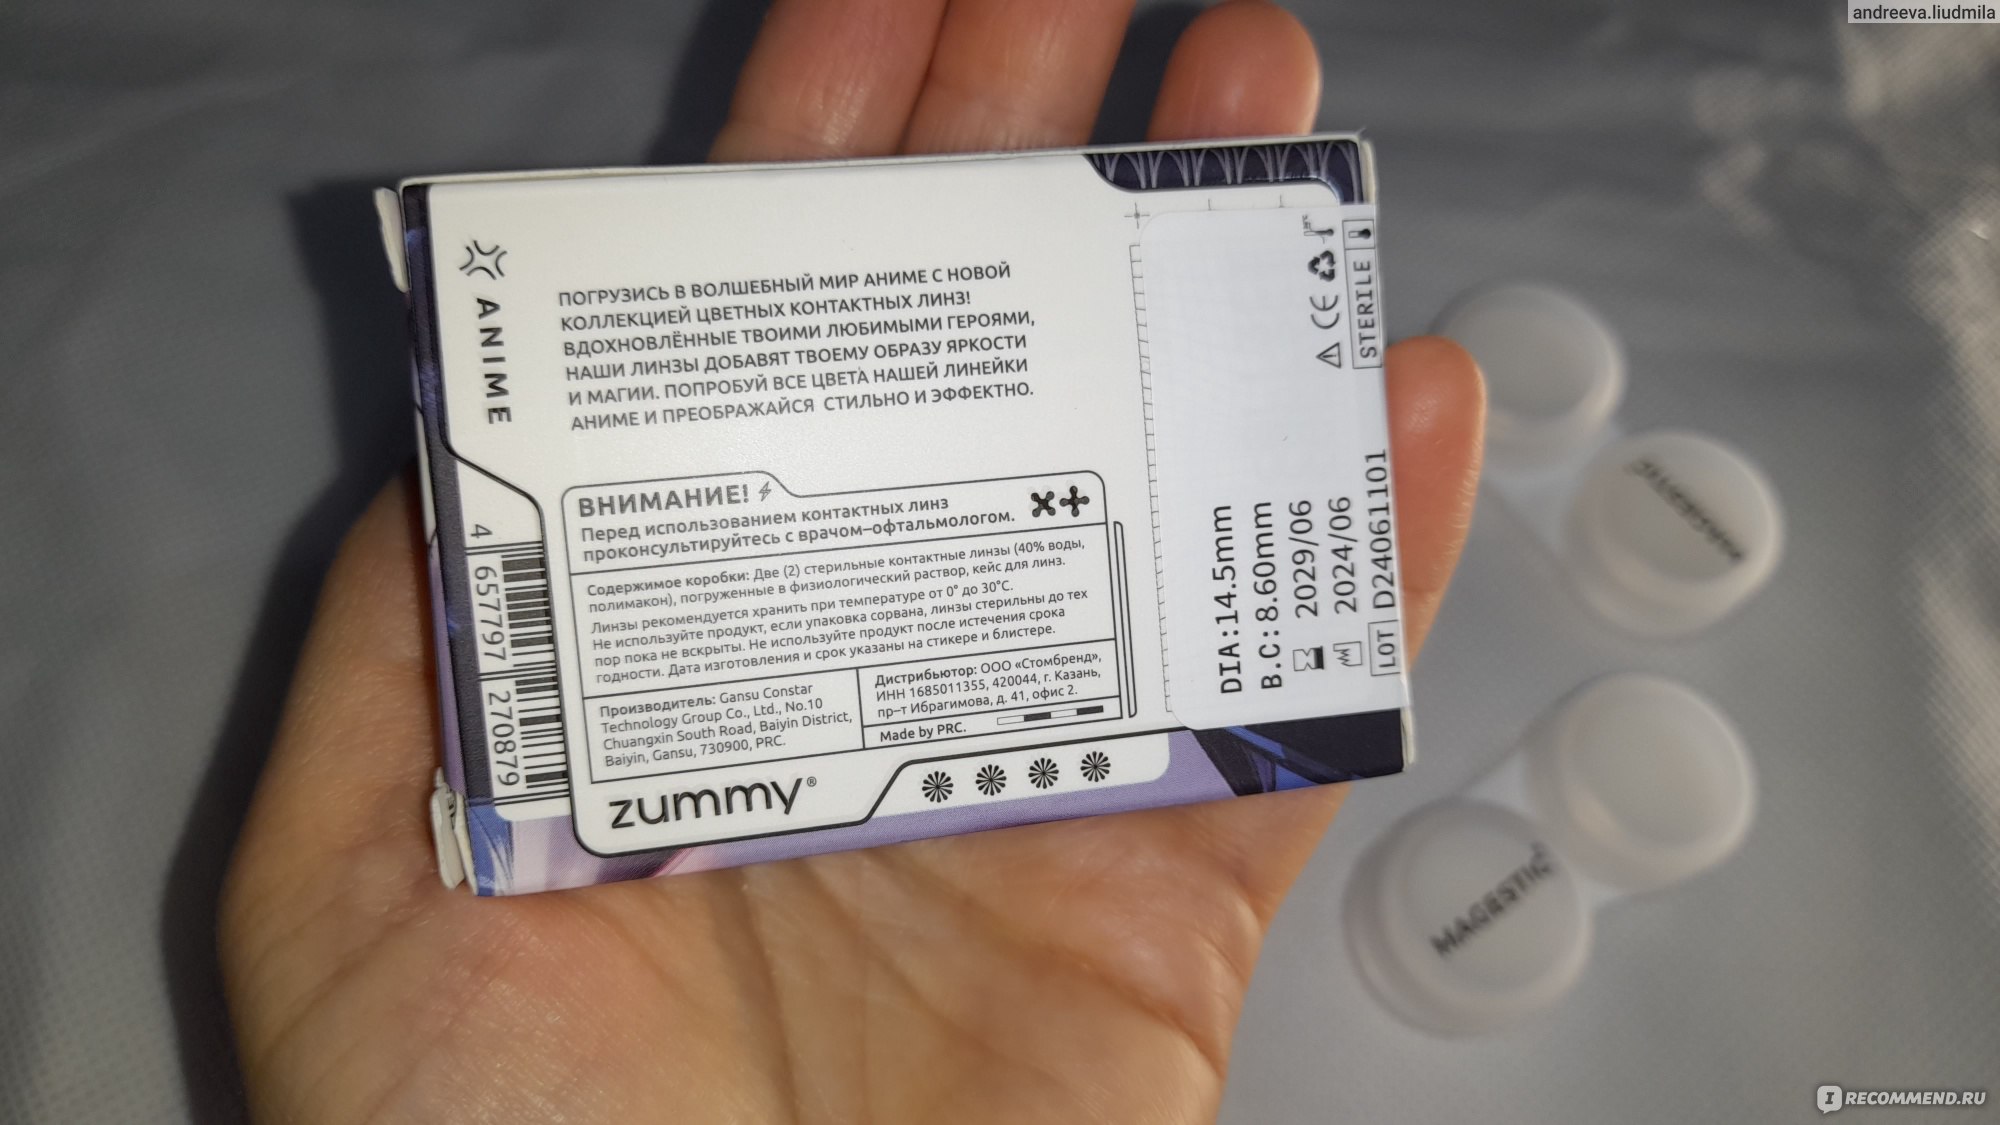 andreeva.liudmila
ANIME
ПОГРУЗИСЬ В ВОЛШЕБНЫЙ МИР АНИМЕ С НОВОЙ
КОЛЛЕКЦИЕЙ ЦВЕТНЫХ КОНТАКТНЫХ ЛИНЗ!
ВДОХНОВЛЁННЫЕ ТВОИМИ ЛЮБИМЫМИ ГЕРОЯМИ,
НАШИ ЛИНЗЫ ДОБАВЯТ ТВОЕМУ ОБРАЗУ ЯРКОСТИ
И МАГИИ. ПОПРОБУЙ ВСЕ ЦВЕТА НАШЕЙ ЛИНЕЙКИ
АНИМЕ И ПРЕОБРАЖАЙСЯ СТИЛЬНО И ЭФФЕКТНО.
ВНИМАНИЕ!
Перед использованием контактных линз
проконсультируйтесь с врачом–офтальмологом.
Содержимое коробки: Две (2) стерильные контактные линзы (40% воды,
полимакон), погруженные в физиологический раствор, кейс для линз.
Линзы рекомендуется хранить при температуре от 0° до 30°C.
Не используйте продукт, если упаковка сорвана, линзы стерильны до тех
пор пока не вскрыты. Не используйте продукт после истечения срока
годности. Дата изготовления и срок указаны на стикере и блистере.
Производитель: Gansu Constar
Technology Group Co., Ltd., No.10
Chuangxin South Road, Baiyin District,
Baiyin, Gansu, 730900, PRC.
Дистрибьютор: ООО «Стомбренд»,
ИНН 1685011355, 420044, г. Казань,
пр–т Ибрагимова, д. 41, офис 2.
Made by PRC.
zummy®
4 657797 270879
DIA:14.5mm
B.C:8.60mm
2029/06
2024/06
LOT D24061101
CE
STERILE
MAGESTIC
MAGESTIC
IRECOMMEND.RU